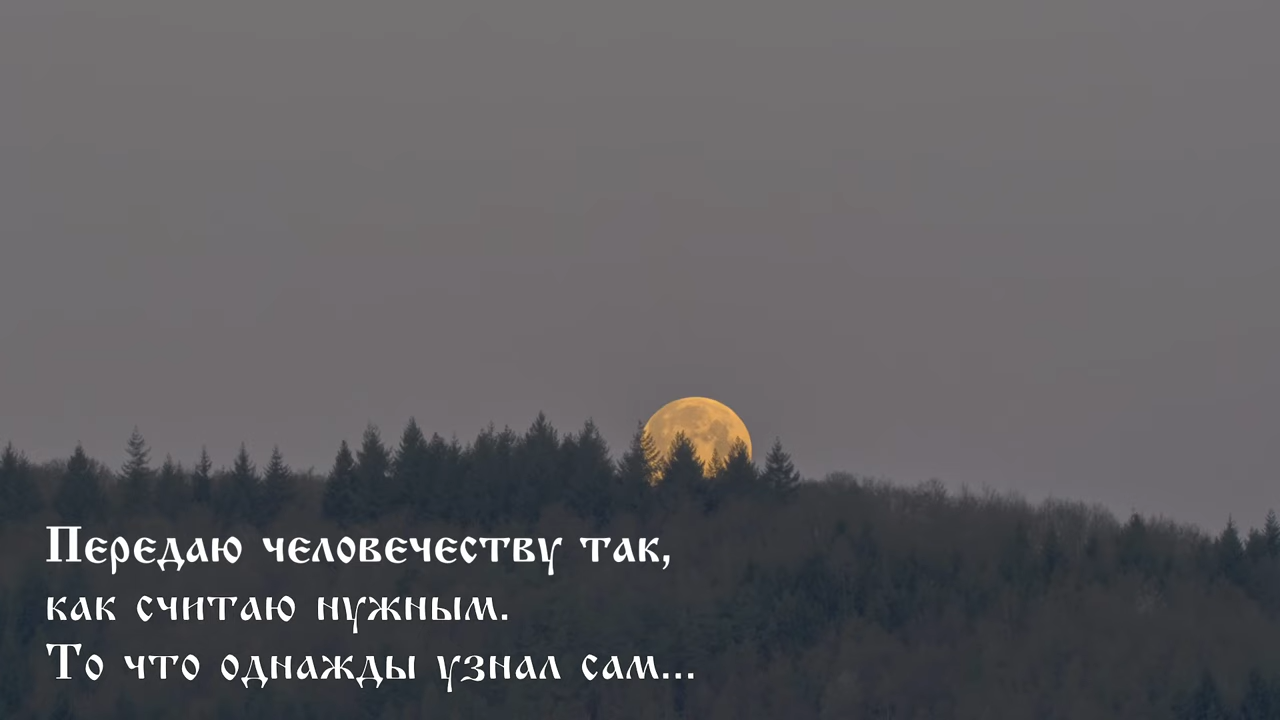 Передаю человечеству так,
как считаю нужным.
То что однажды узнал сам...